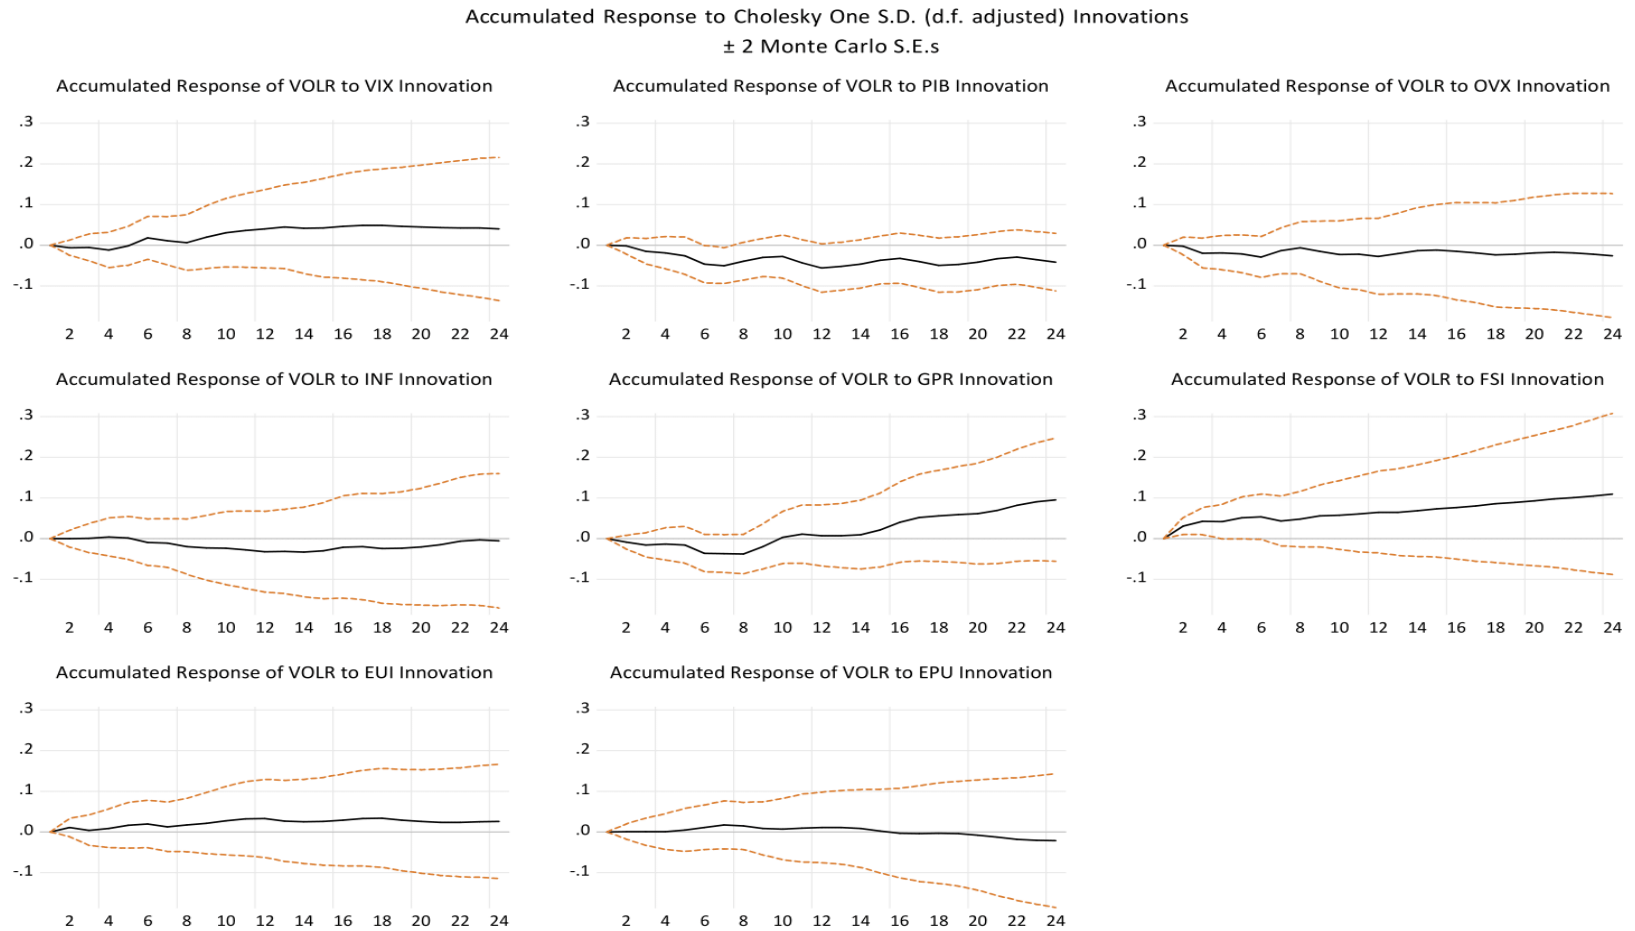 Accumulated Response to Cholesky One S.D. (d.f. adjusted) Innovations
± 2 Monte Carlo S.E.s
Accumulated Response of VOLR to VIX Innovation
.3
.2
.1
.0
-.1
2 4 6 8 10 12 14 16 18 20 22 24
Accumulated Response of VOLR to PIB Innovation
.3
.2
.1
.0
-.1
2 4 6 8 10 12 14 16 18 20 22 24
Accumulated Response of VOLR to OVX Innovation
.3
.2
.1
.0
-.1
2 4 6 8 10 12 14 16 18 20 22 24
Accumulated Response of VOLR to INF Innovation
.3
.2
.1
.0
-.1
2 4 6 8 10 12 14 16 18 20 22 24
Accumulated Response of VOLR to GPR Innovation
.3
.2
.1
.0
-.1
2 4 6 8 10 12 14 16 18 20 22 24
Accumulated Response of VOLR to FSI Innovation
.3
.2
.1
.0
-.1
2 4 6 8 10 12 14 16 18 20 22 24
Accumulated Response of VOLR to EUI Innovation
.3
.2
.1
.0
-.1
2 4 6 8 10 12 14 16 18 20 22 24
Accumulated Response of VOLR to EPU Innovation
.3
.2
.1
.0
-.1
2 4 6 8 10 12 14 16 18 20 22 24